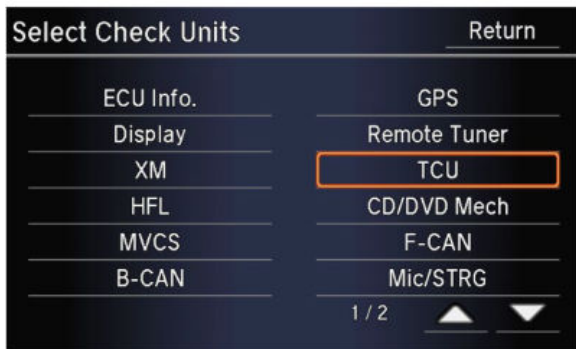 Select Check Units Return
ECU Info. GPS
Display Remote Tuner
XM TCU
HFL CD/DVD Mech
MVCS F-CAN
B-CAN Mic/STRG
1 / 2